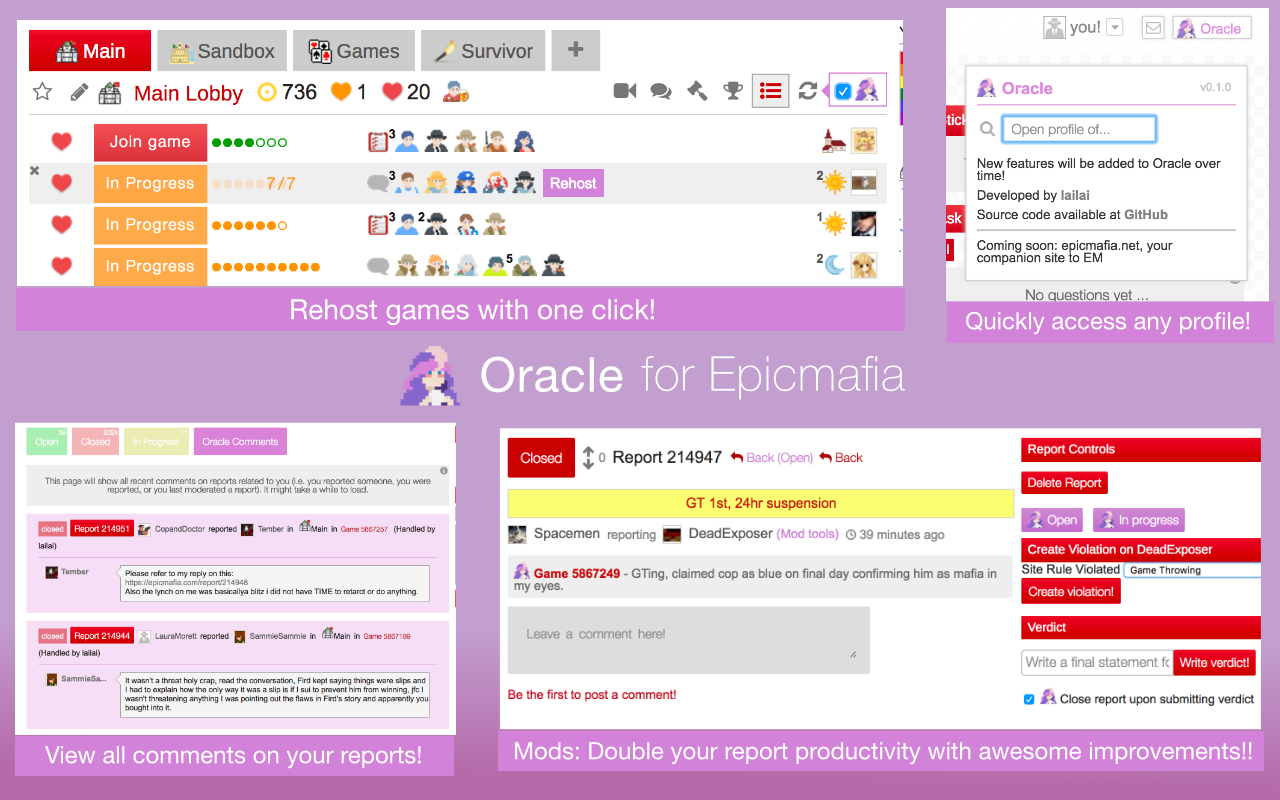 Main
Sandbox
Games
Survivor
+
Main Lobby 736 1 20
Join game 3
In Progress 7/7 3 Rehost 2
In Progress 3 2 1
In Progress 5 2
Rehost games with one click!
you!
Oracle
Oracle v0.1.0
Open profile of...
New features will be added to Oracle over
time!
Developed by lailai
Source code available at GitHub
Coming soon: epicmafia.net, your
companion site to EM
No questions yet ...
Quickly access any profile!
Oracle for Epicmafia
Open
Closed
In Progress
Oracle Comments
This page will show all recent comments on reports related to you (i.e. you reported someone, you were
reported, or you last moderated a report). It might take a while to load.
closed Report 214951 CopandDoctor reported Tember in Main in Game 5867257 (Handled by
lailai)
Tember
Please refer to my reply on this:
https://epicmafia.com/report/214948
Also the lynch on me was basicallya blitz i did not have TIME to retarct or do anything.
closed Report 214944 LauraMorett reported SammieSammie in Main in Game 5867189
(Handled by lailai)
SammieSa...
It wasn't a threat holy crap, read the conversation, Fird kept saying things were slips and
I had to explain how the only way it was a slip is if I sui to prevent him from winning, jfc I
wasn't threatening anything I was pointing out the flaws in Fird's story and apparently you
bought into it.
View all comments on your reports!
Closed 0 Report 214947 Back (Open) Back
GT 1st, 24hr suspension
Spacemen reporting DeadExposer (Mod tools) 39 minutes ago
Game 5867249 - GTing, claimed cop as blue on final day confirming him as mafia in
my eyes.
Leave a comment here!
Be the first to post a comment!
Report Controls
Delete Report
Open In progress
Create Violation on DeadExposer
Site Rule Violated Game Throwing
Create violation!
Verdict
Write a final statement fo Write verdict!
Close report upon submitting verdict
Mods: Double your report productivity with awesome improvements!!